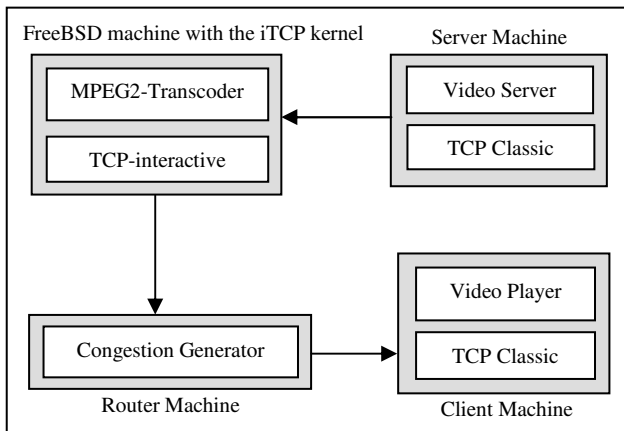 FreeBSD machine with the iTCP kernel
MPEG2-Transcoder
TCP-interactive
Server Machine
Video Server
TCP Classic
Congestion Generator
Router Machine
Video Player
TCP Classic
Client Machine